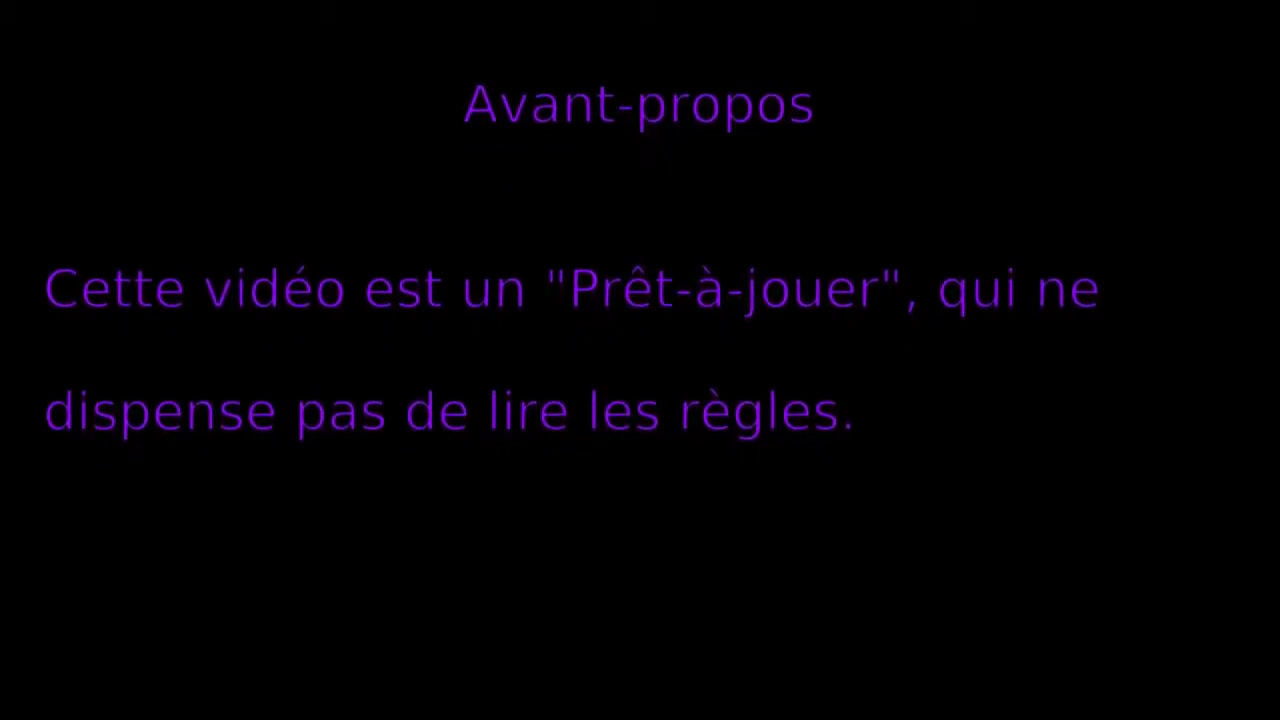 Avant-propos
Cette vidéo est un "Prêt-à-jouer", qui ne
dispense pas de lire les règles.